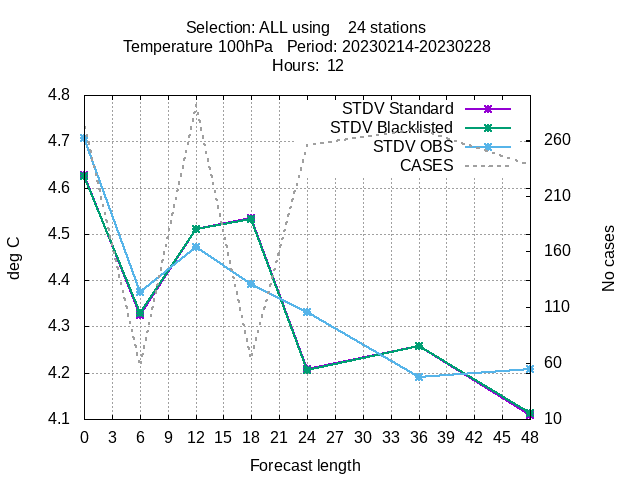 Selection: ALL using    24 stations
Temperature 100hPa   Period: 20230214-20230228
Hours:  12
STDV Standard
STDV Blacklisted
STDV OBS
CASES
4.8
4.7
4.6
4.5
4.4
4.3
4.2
4.1
deg C
260
210
160
110
60
10
No cases
0 3 6 9 12 15 18 21 24 27 30 33 36 39 42 45 48
Forecast length